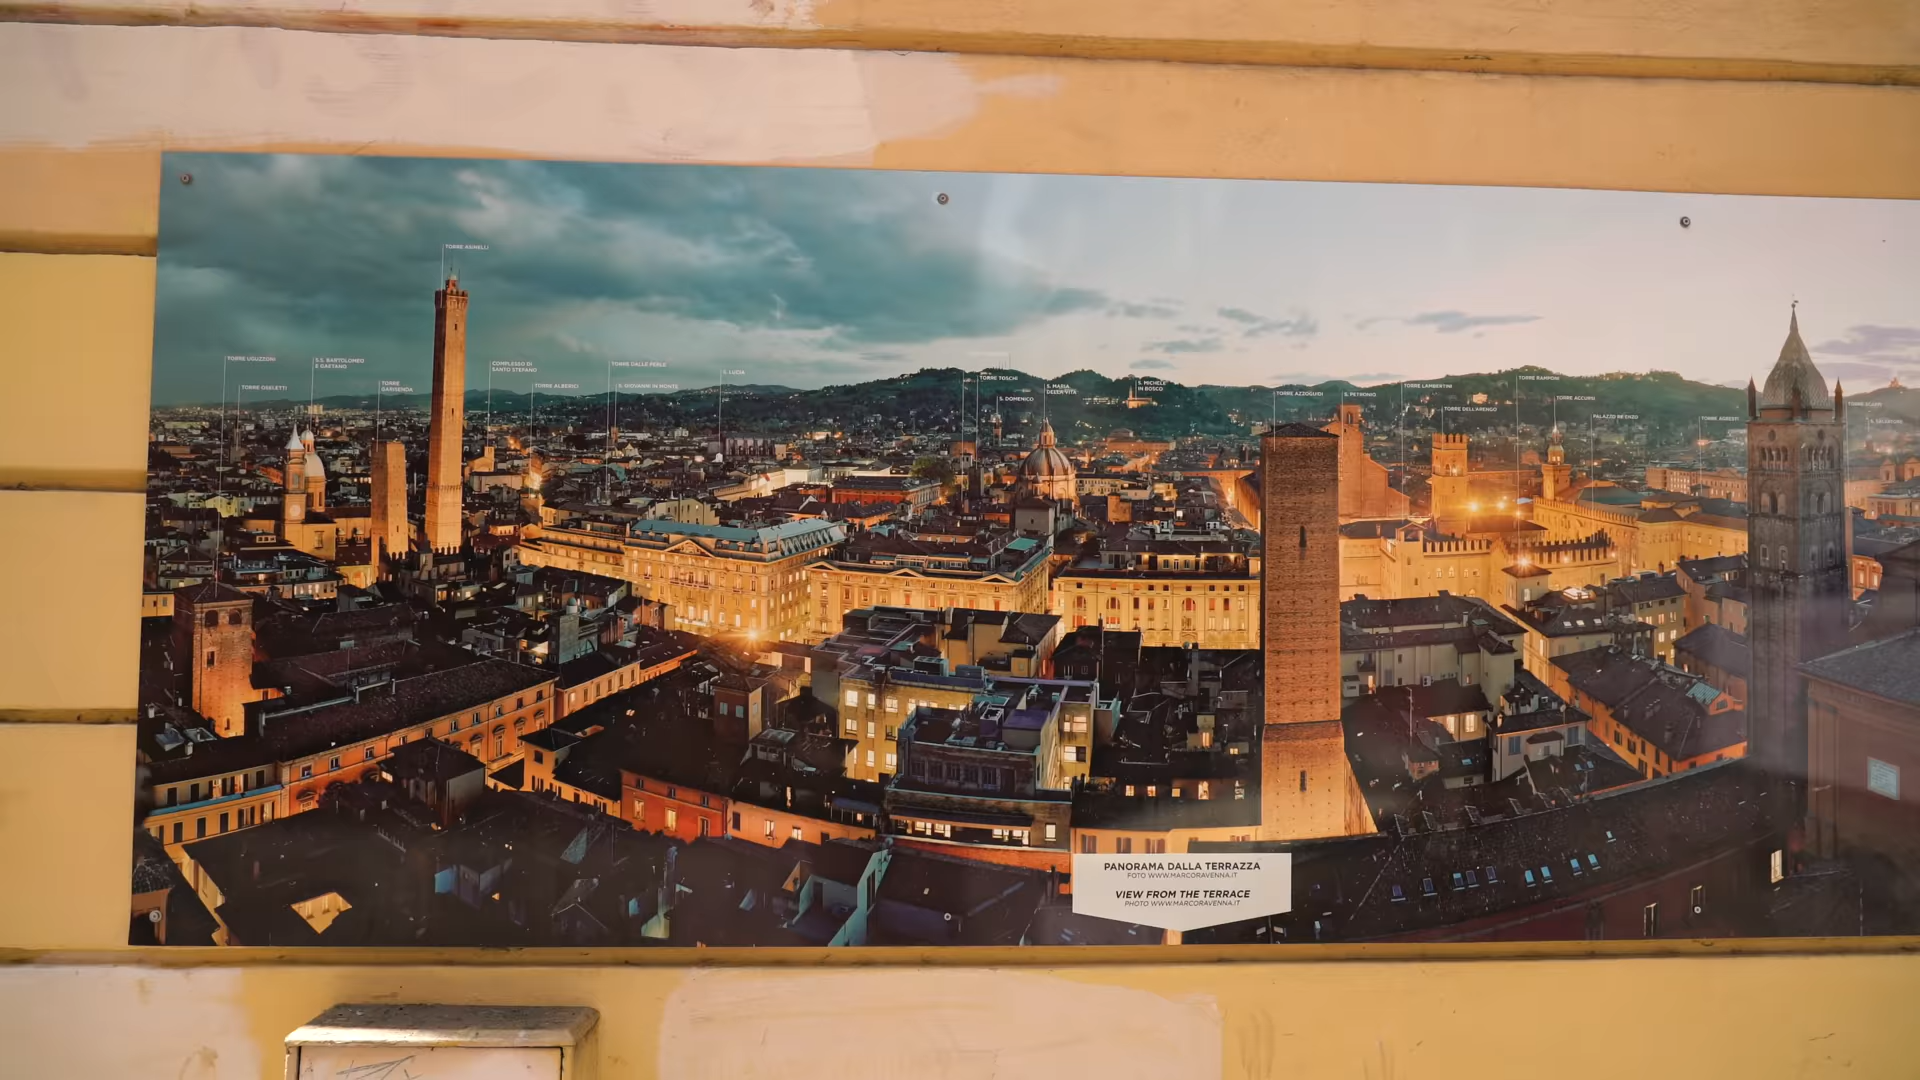 TORRE ASINELLI
TORRE UGUZZONI
S.S. BARTOLOMEO
E GAETANO
TORRE OSELETTI
TORRE
GARISENDA
COMPLESSO DI
SANTO STEFANO
TORRE ALBERICI
TORRE DALLE PERLE
S. GIOVANNI IN MONTE
S. LUCIA
TORRE TOSCHI
S. DOMENICO
S. MARIA
DELLA VITA
S. MICHELE
IN BOSCO
TORRE AZZOGUIDI
S. PETRONIO
TORRE LAMBERTINI
TORRE DELL'ARENGO
TORRE ACCURSI
PALAZZO RE ENZO
TORRE AGRESTI
PANORAMA DALLA TERRAZZA
FOTO WWW.MARCORAVENNA.IT
VIEW FROM THE TERRACE
PHOTO WWW.MARCORAVENNA.IT